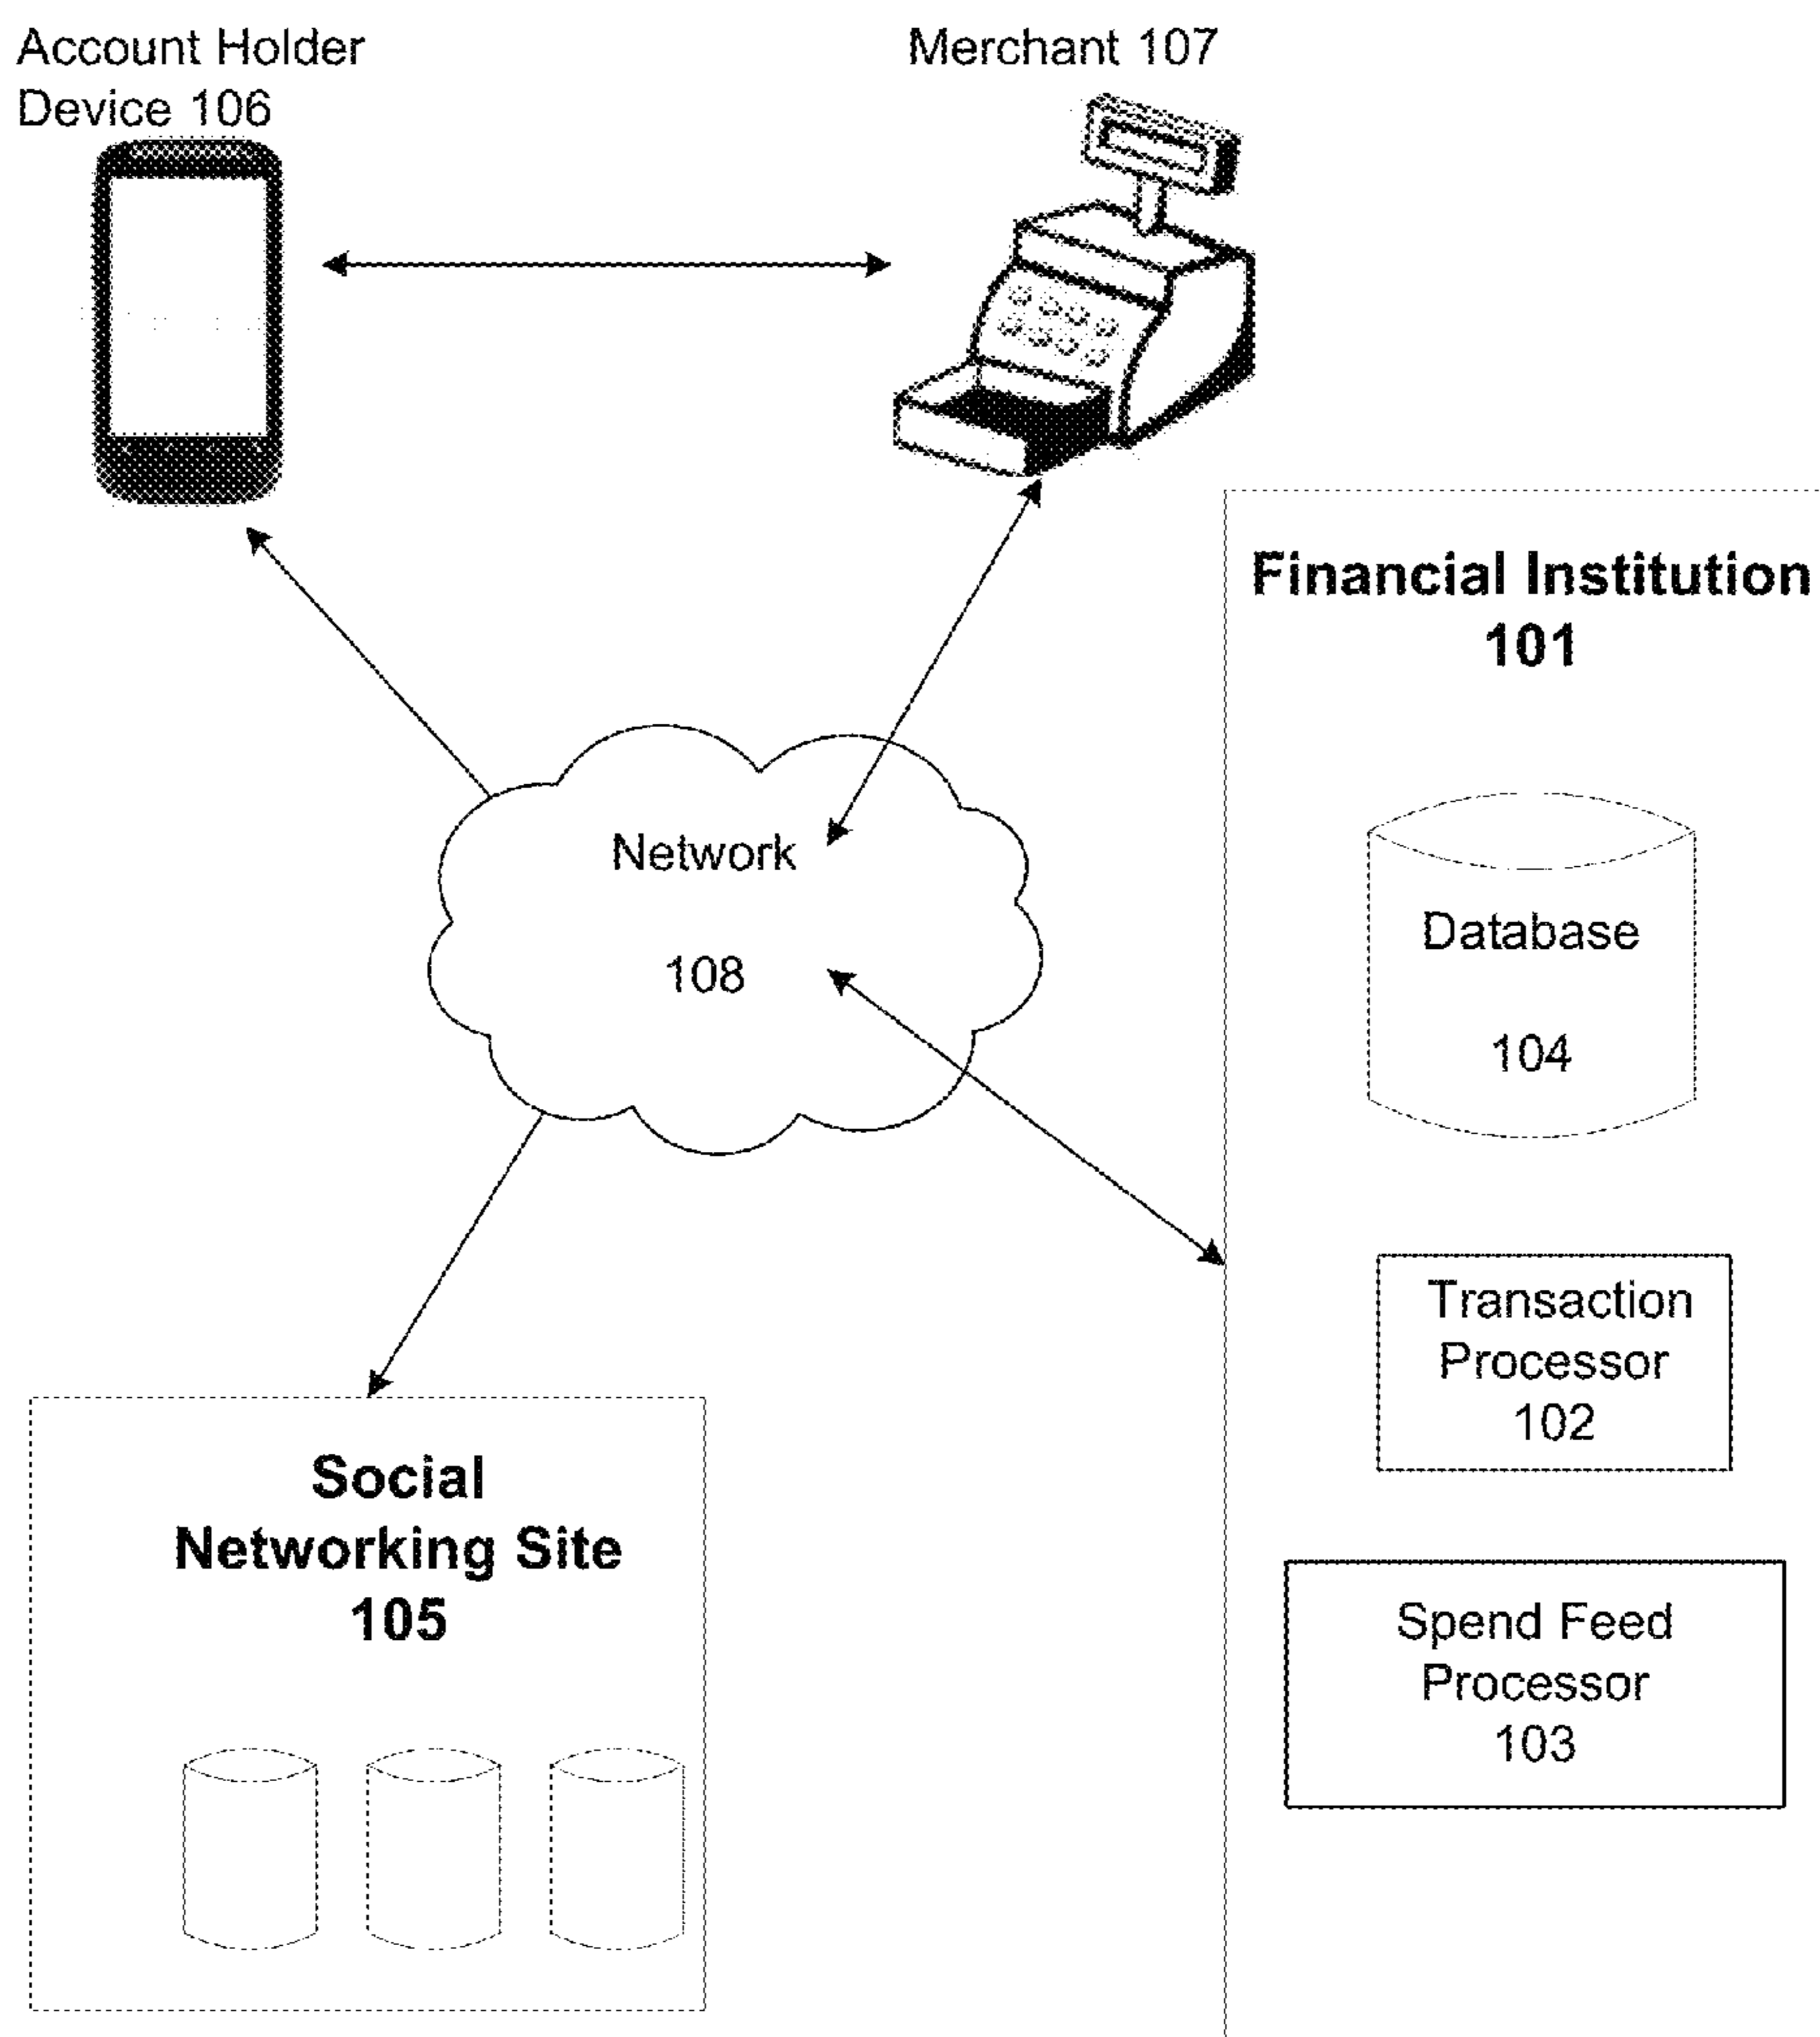 Account Holder
Device 106
Merchant 107
Financial Institution
101
Network
108
Database
104
Transaction
Processor
102
Social
Networking Site
105
Spend Feed
Processor
103